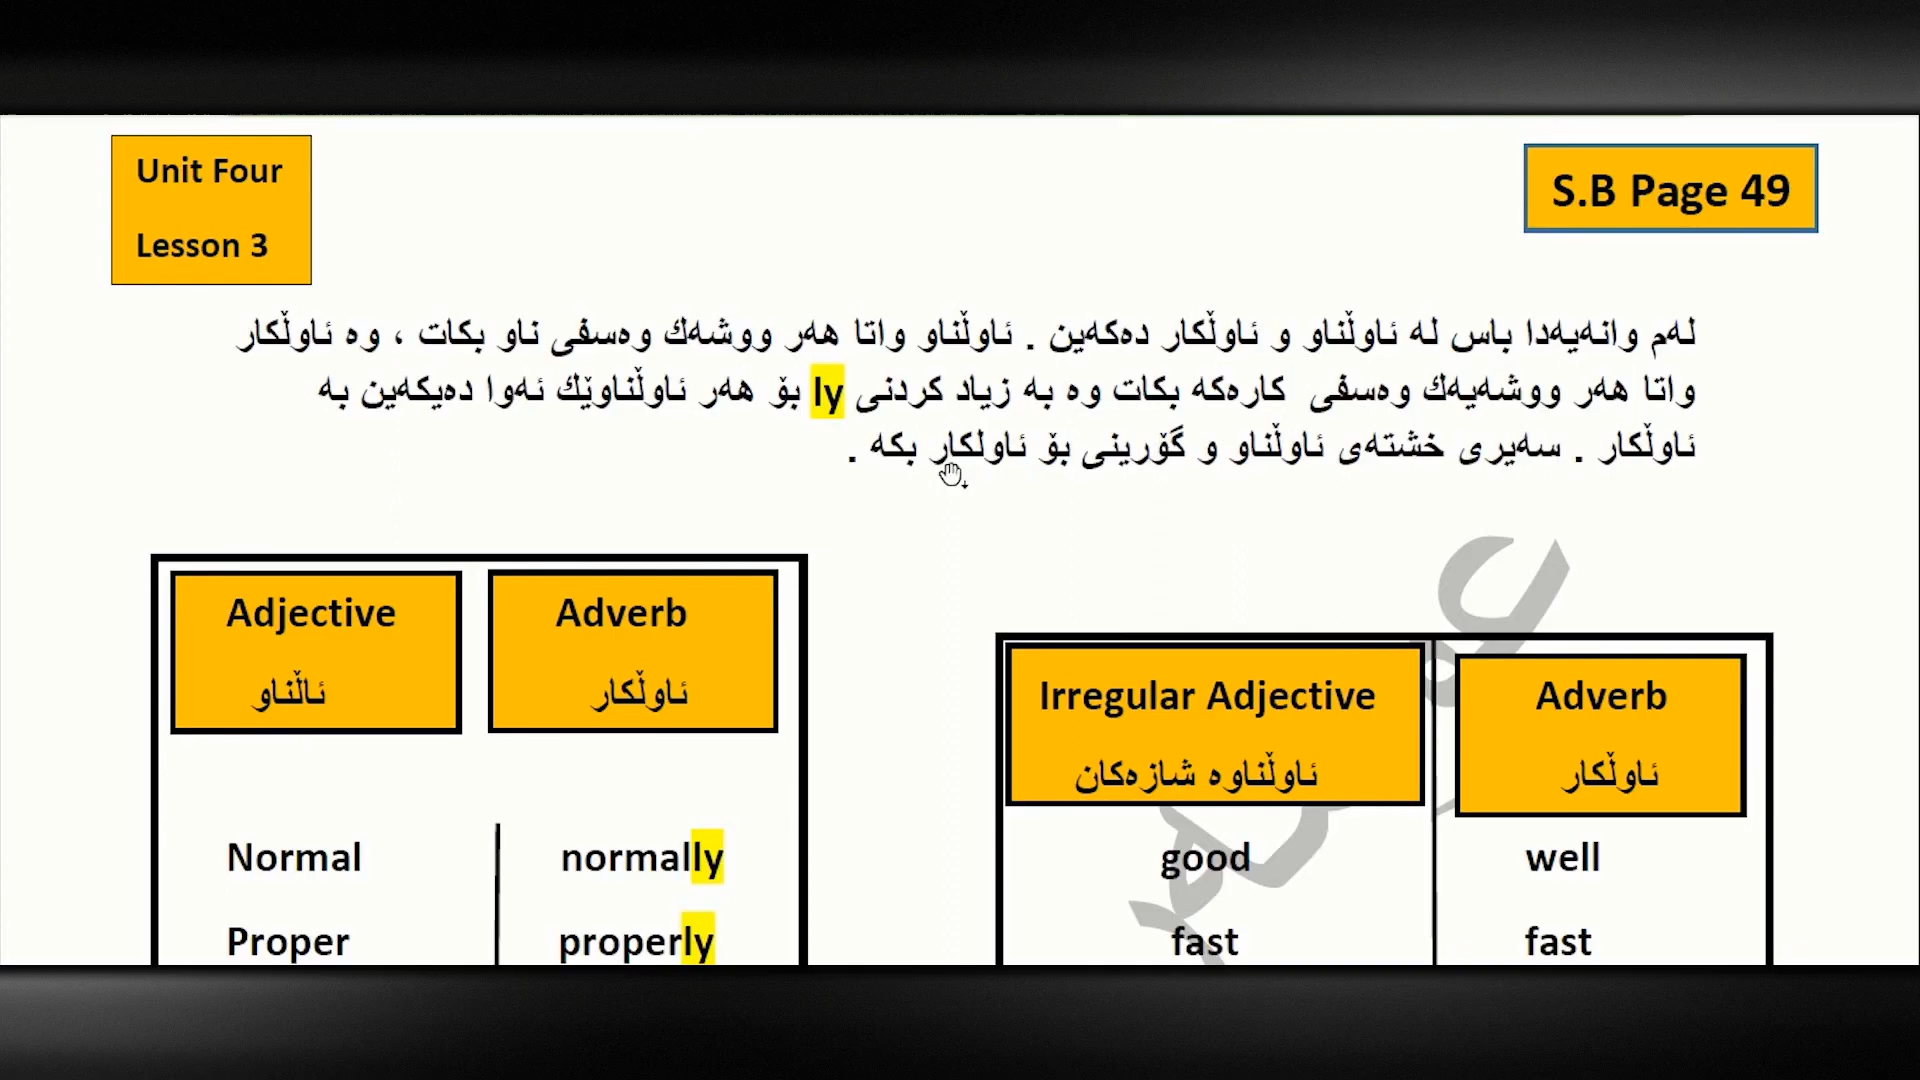 Unit Four
Lesson 3
S.B Page 49
لەم وانەیەدا باس لە ئاوڵناو و ئاوڵکار دەکەین . ئاوڵناو واتا هەر ووشەك وەسفی ناو بکات ، وە ئاوڵکار
واتا هەر ووشەیەك وەسفی کارەکە بکات وە بە زیاد کردنی ly بۆ هەر ئاوڵناوێك ئەوا دەیکەین بە
ئاوڵکار . سەیری خشتەی ئاوڵناو و گۆرینی بۆ ئاولکار بکە .
Adjective
ئاڵناو
Adverb
ئاوڵکار
Normal
normally
Proper
properly
Irregular Adjective
ئاوڵناوە شازەکان
Adverb
ئاوڵکار
good
well
fast
fast